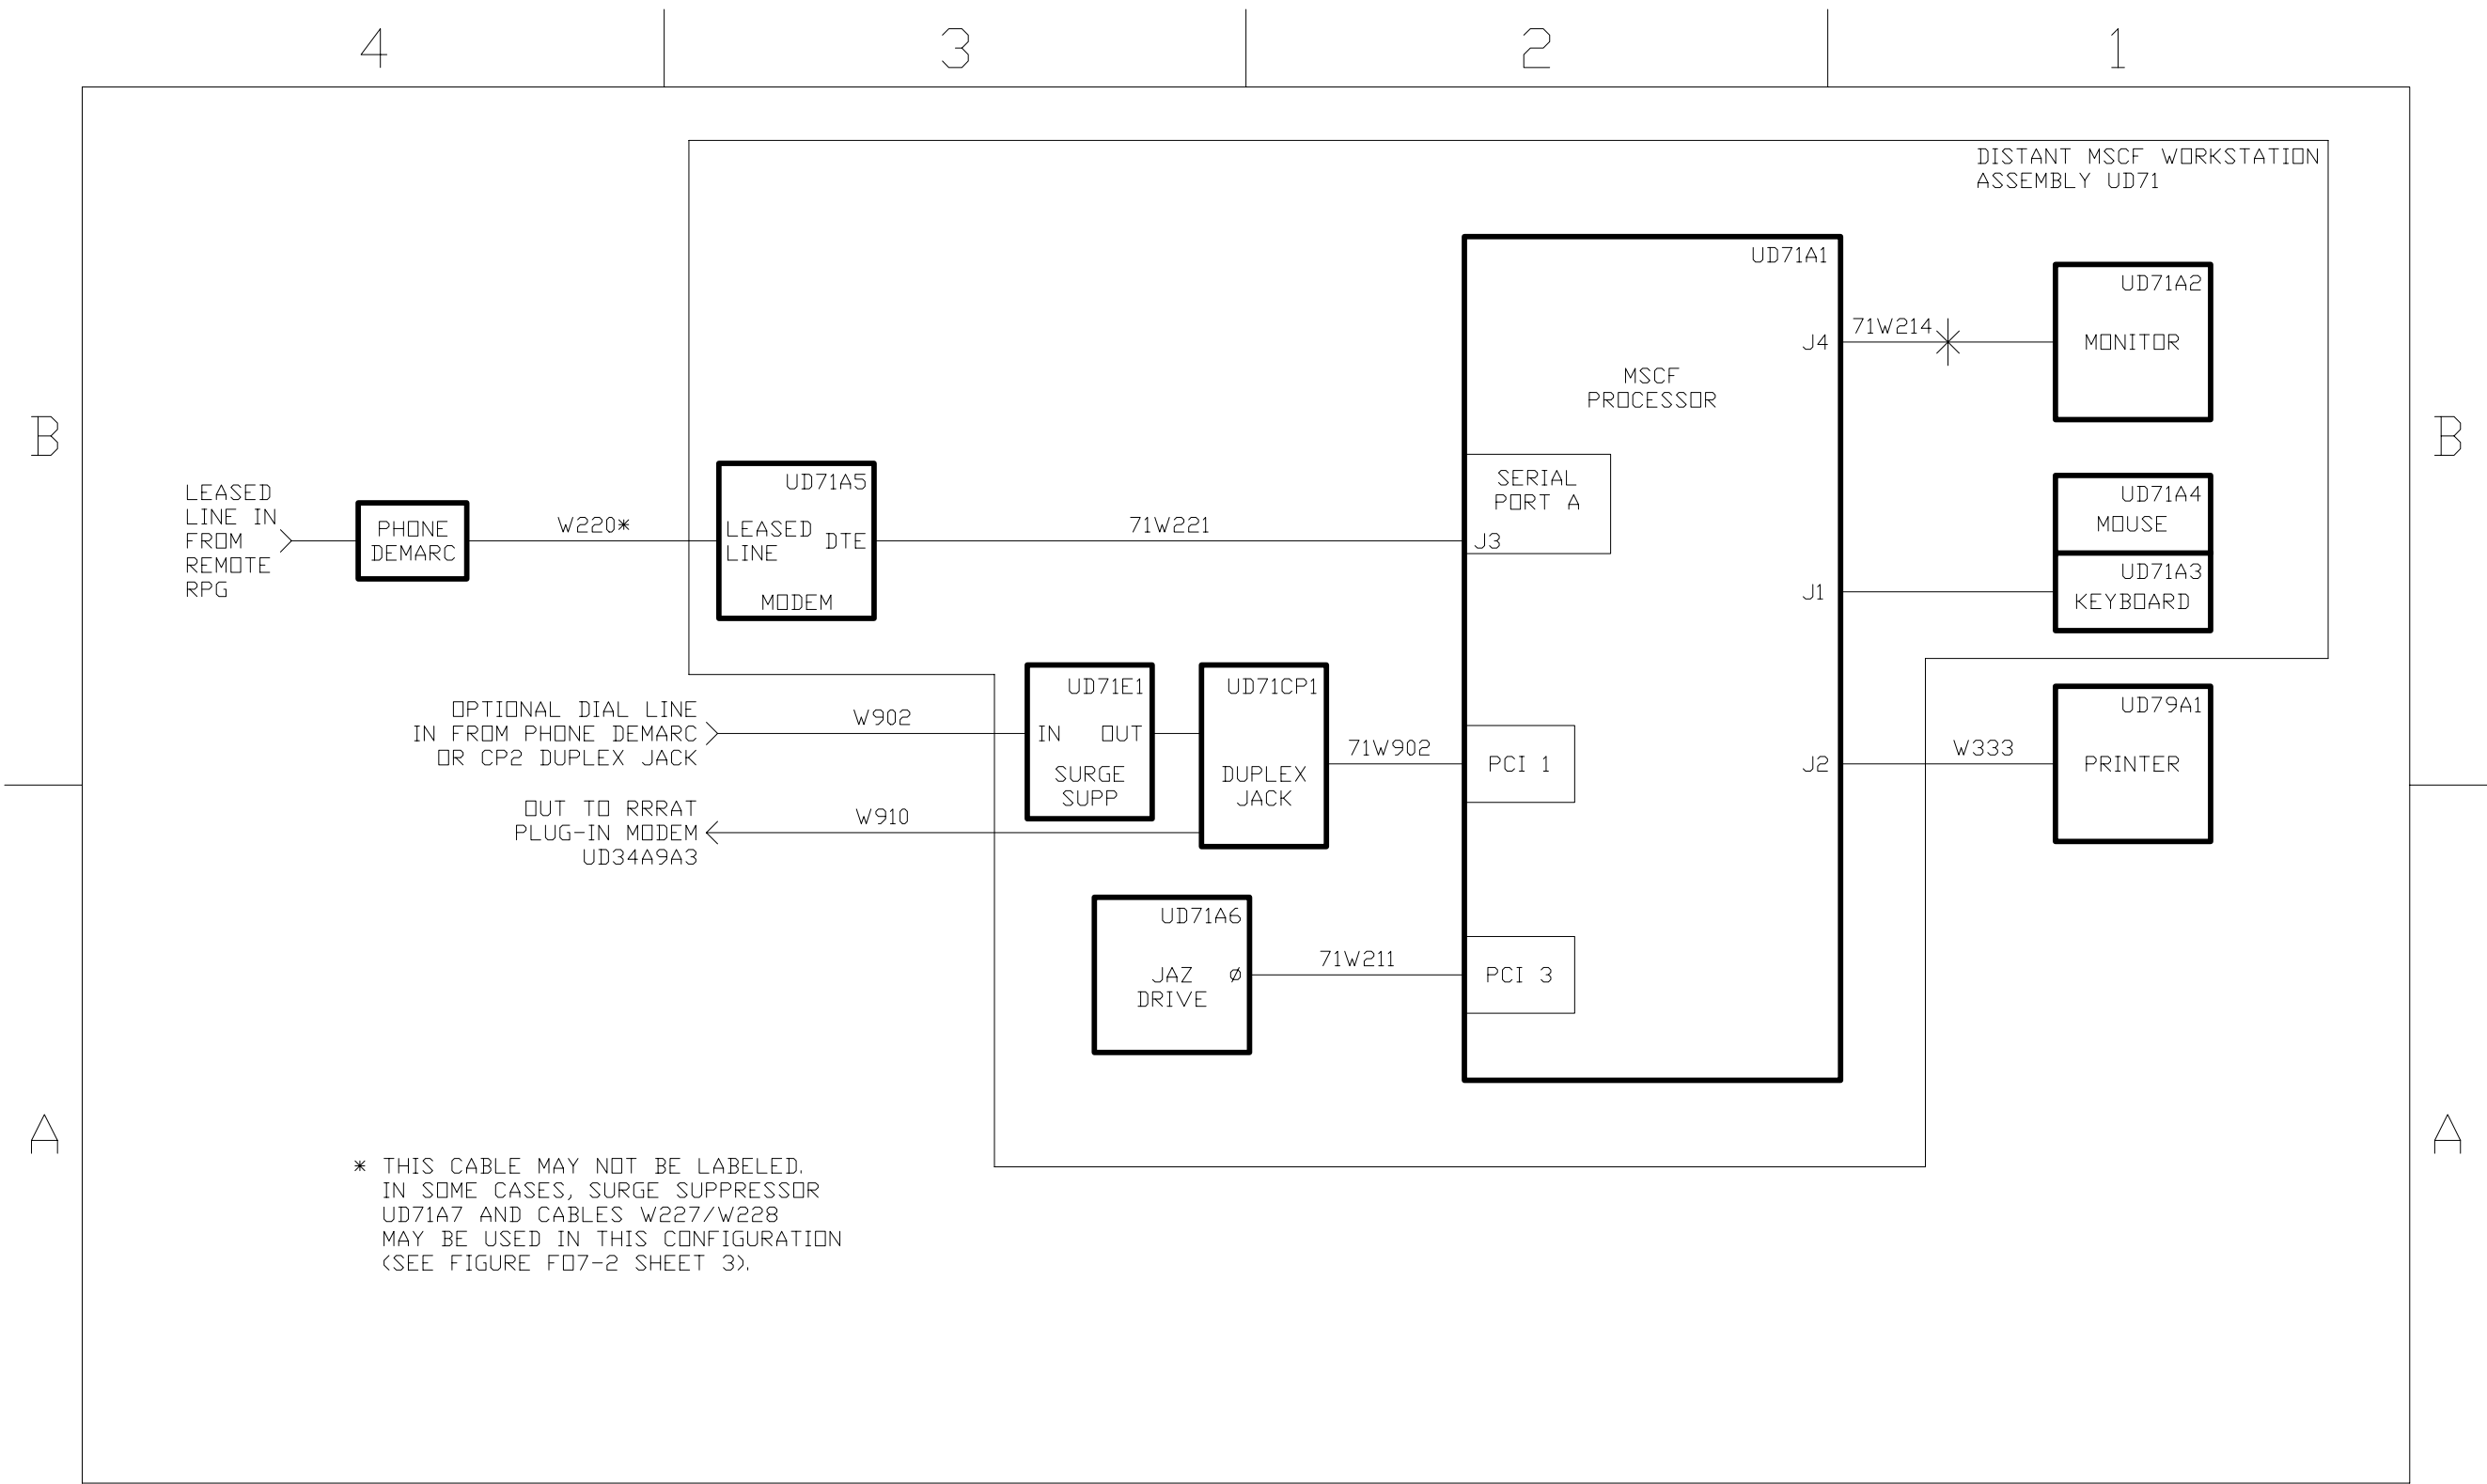 4
3
2
1
DISTANT MSCF WORKSTATION
ASSEMBLY UD71
UD71A1
MSCF
PROCESSOR
J4
71W214
UD71A2
MONITOR
B
B
LEASED
LINE IN
FROM
REMOTE
RPG
PHONE
DEMARC
W220*
UD71A5
LEASED
LINE
DTE
MODEM
71W221
SERIAL
PORT A
J3
UD71A4
MOUSE
UD71A3
KEYBOARD
J1
OPTIONAL DIAL LINE
IN FROM PHONE DEMARC
OR CP2 DUPLEX JACK
W902
UD71E1
IN OUT
SURGE
SUPP
UD71CP1
DUPLEX
JACK
71W902
PCI 1
J2
W333
UD79A1
PRINTER
OUT TO RRRAT
PLUG-IN MODEM
UD34A9A3
W910
UD71A6
JAZ Ø
DRIVE
71W211
PCI 3
A
A
* THIS CABLE MAY NOT BE LABELED.
IN SOME CASES, SURGE SUPPRESSOR
UD71A7 AND CABLES W227/W228
MAY BE USED IN THIS CONFIGURATION
(SEE FIGURE FO7-2 SHEET 3).